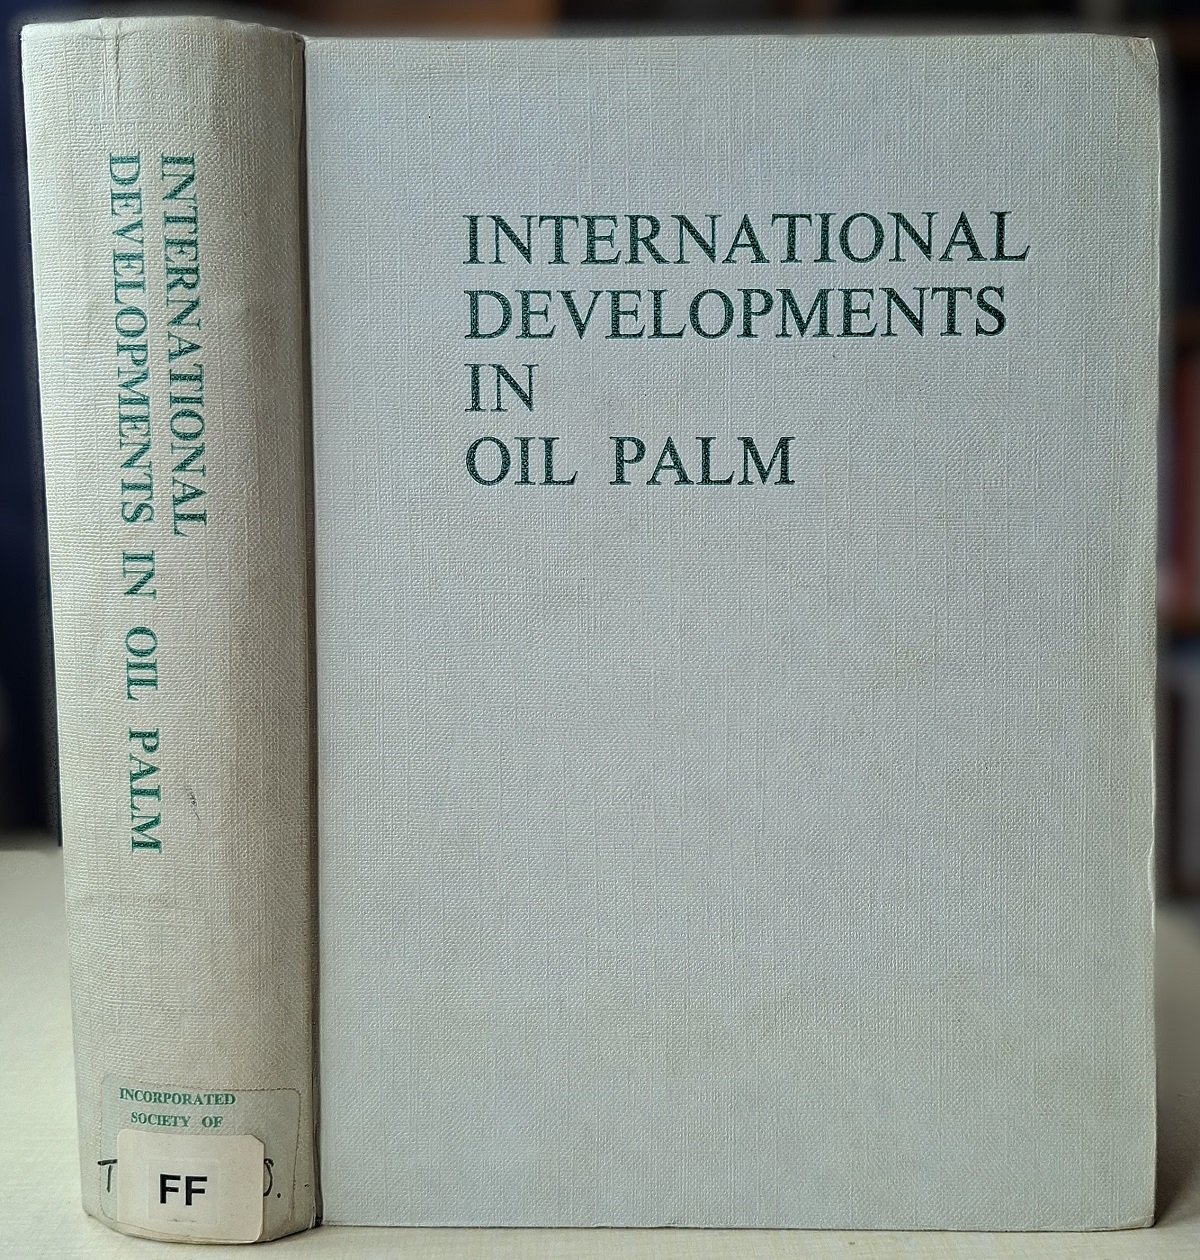 INTERNATIONAL
DEVELOPMENTS IN OIL PALM
INCORPORATED
SOCIETY OF
FF
INTERNATIONAL
DEVELOPMENTS
IN
OIL PALM